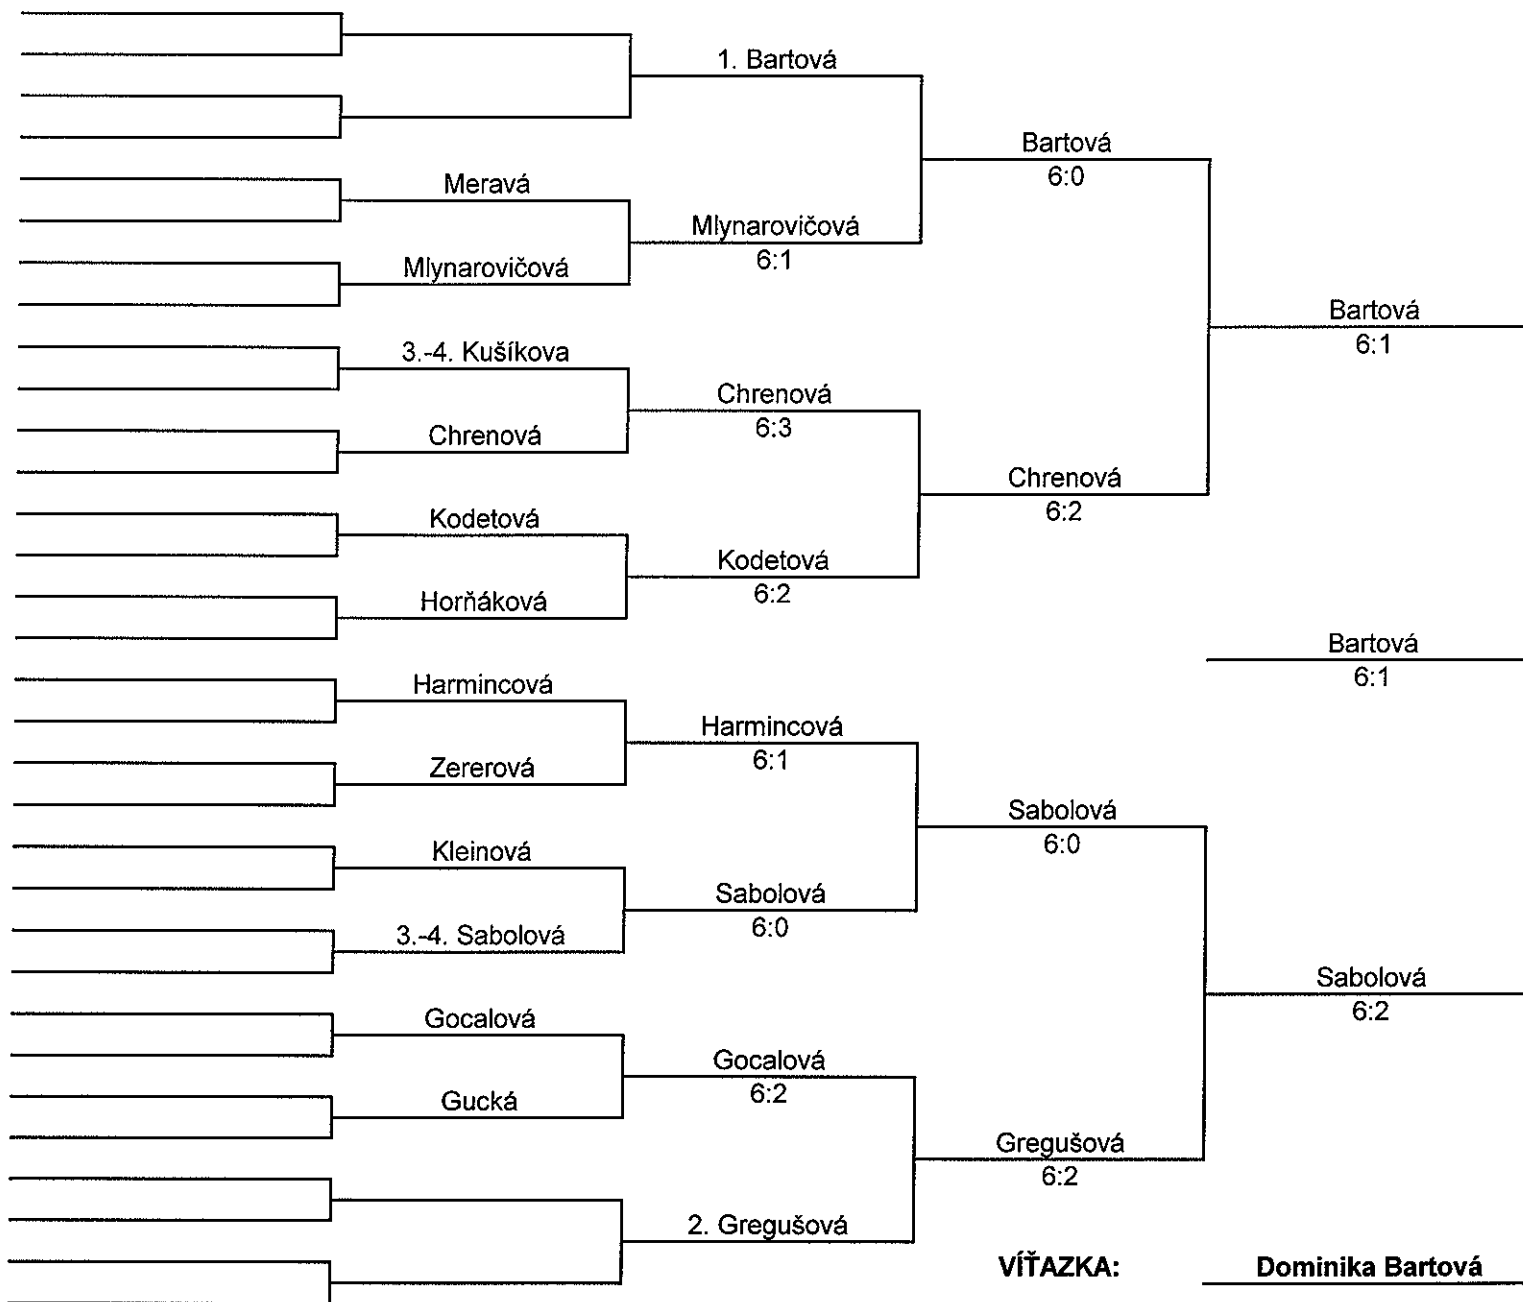 1. Bartová
Bartová
6:0
Meravá
Mlynarovičová
6:1
Mlynarovičová
Bartová
6:1
3.-4. Kušíkova
Chrenová
6:3
Chrenová
Chrenová
6:2
Kodetová
Kodetová
6:2
Horňáková
Bartová
6:1
Harmincová
Harmincová
6:1
Zererová
Sabolová
6:0
Kleinová
Sabolová
6:0
3.-4. Sabolová
Sabolová
6:2
Gocalová
Gocalová
6:2
Gucká
Gregušová
6:2
2. Gregušová
VÍŤAZKA: Dominika Bartová